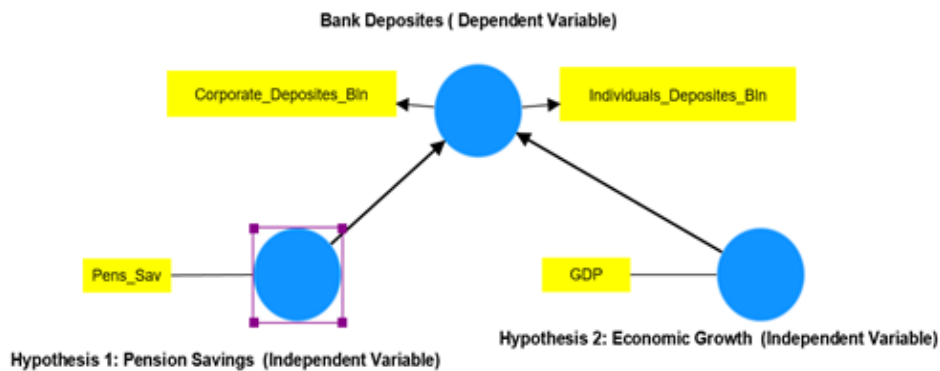 Bank Deposites ( Dependent Variable)
Corporate_Deposites_Bln
Individuals_Deposites_Bln
Pens_Sav
GDP
Hypothesis 1: Pension Savings (Independent Variable)
Hypothesis 2: Economic Growth (Independent Variable)